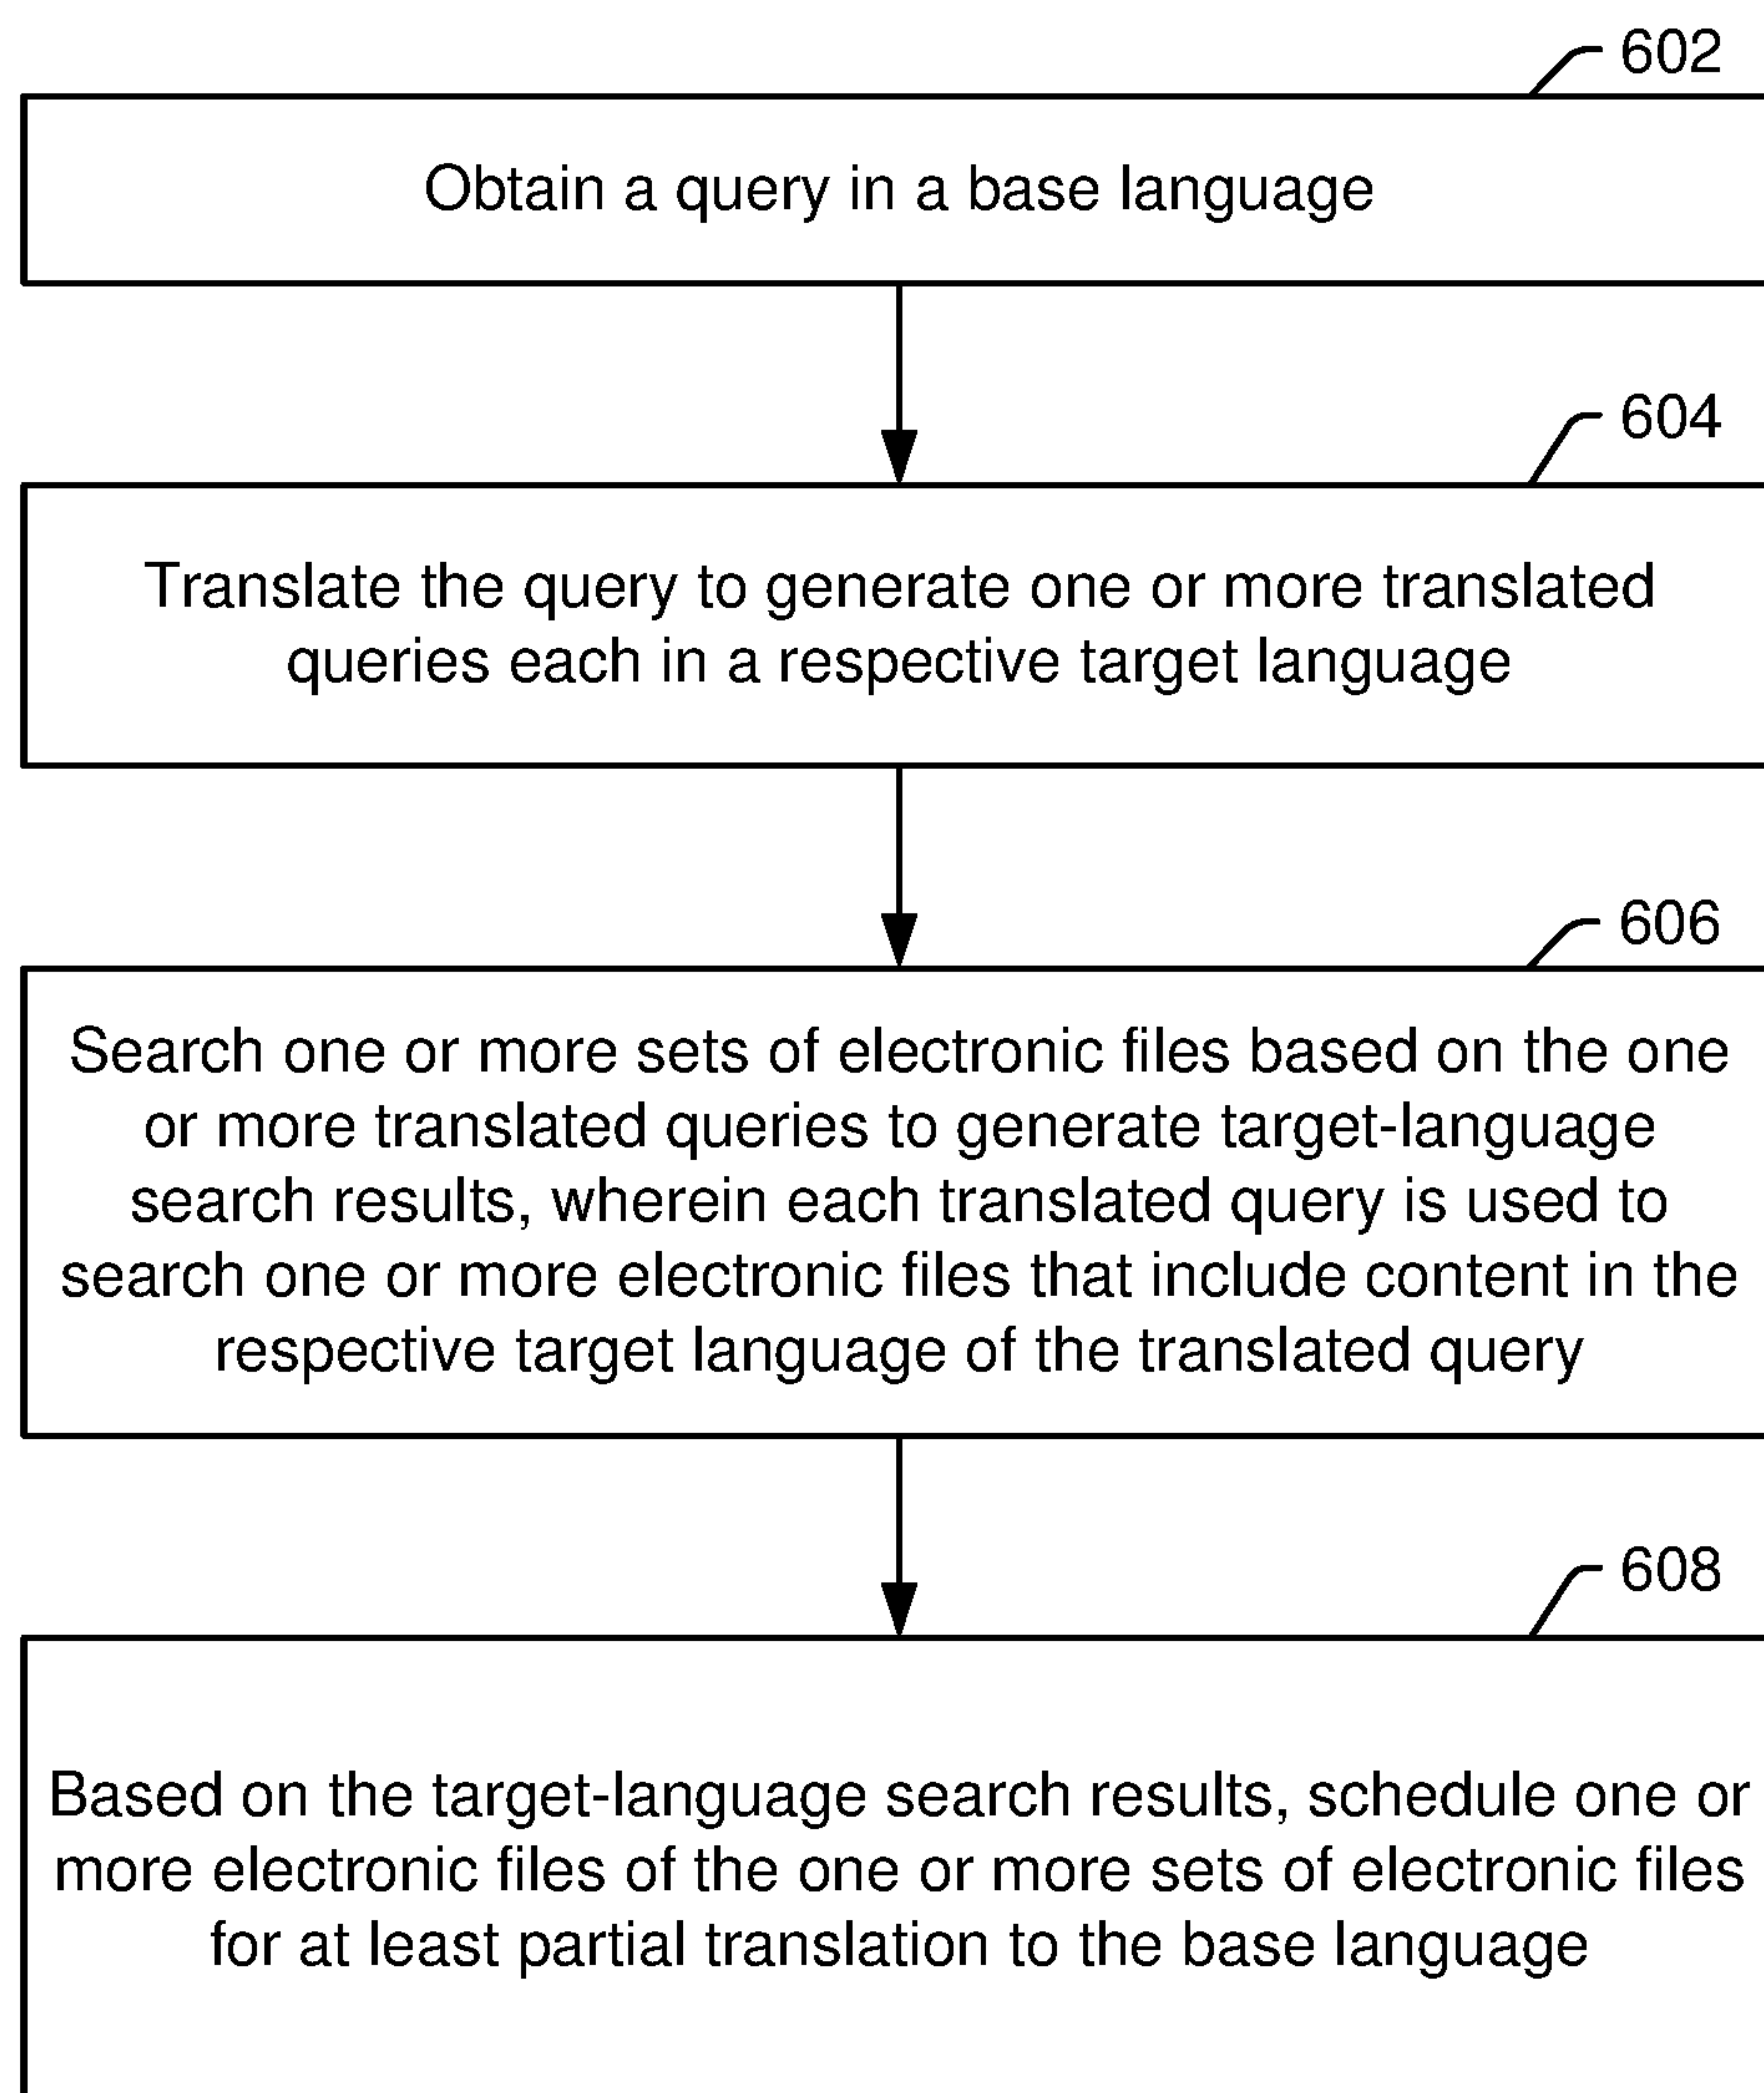 602
Obtain a query in a base language
604
Translate the query to generate one or more translated
queries each in a respective target language
606
Search one or more sets of electronic files based on the one
or more translated queries to generate target-language
search results, wherein each translated query is used to
search one or more electronic files that include content in the
respective target language of the translated query
608
Based on the target-language search results, schedule one or
more electronic files of the one or more sets of electronic files
for at least partial translation to the base language